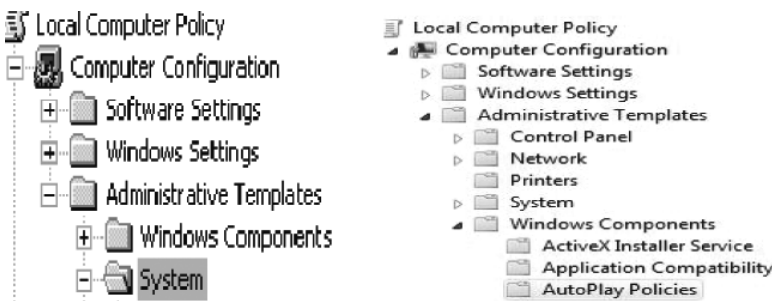 Local Computer Policy
Computer Configuration
Software Settings
Windows Settings
Administrative Templates
Windows Components
System
Local Computer Policy
Computer Configuration
Software Settings
Windows Settings
Administrative Templates
Control Panel
Network
Printers
System
Windows Components
ActiveX Installer Service
Application Compatibility
AutoPlay Policies